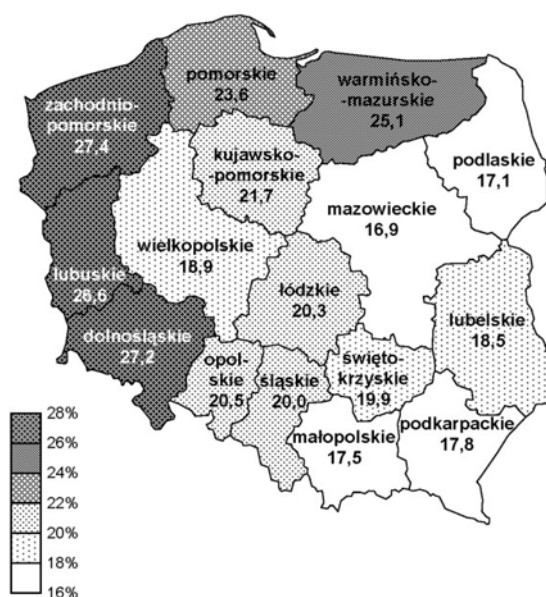 pomorskie
23,6
warmińsko-
-mazurskie
25,1
zachodnio-
pomorskie
27,4
kujawsko-
-pomorskie
21,7
podlaskie
17,1
mazowieckie
16,9
wielkopolskie
18,9
lubuskie
26,6
łódzkie
20,3
lubelskie
18,5
dolnośląskie
27,2
opol-
skie
20,5
śląskie
20,0
święto-
krzyskie
19,9
małopolskie
17,5
podkarpackie
17,8
28%
26%
24%
22%
20%
18%
16%